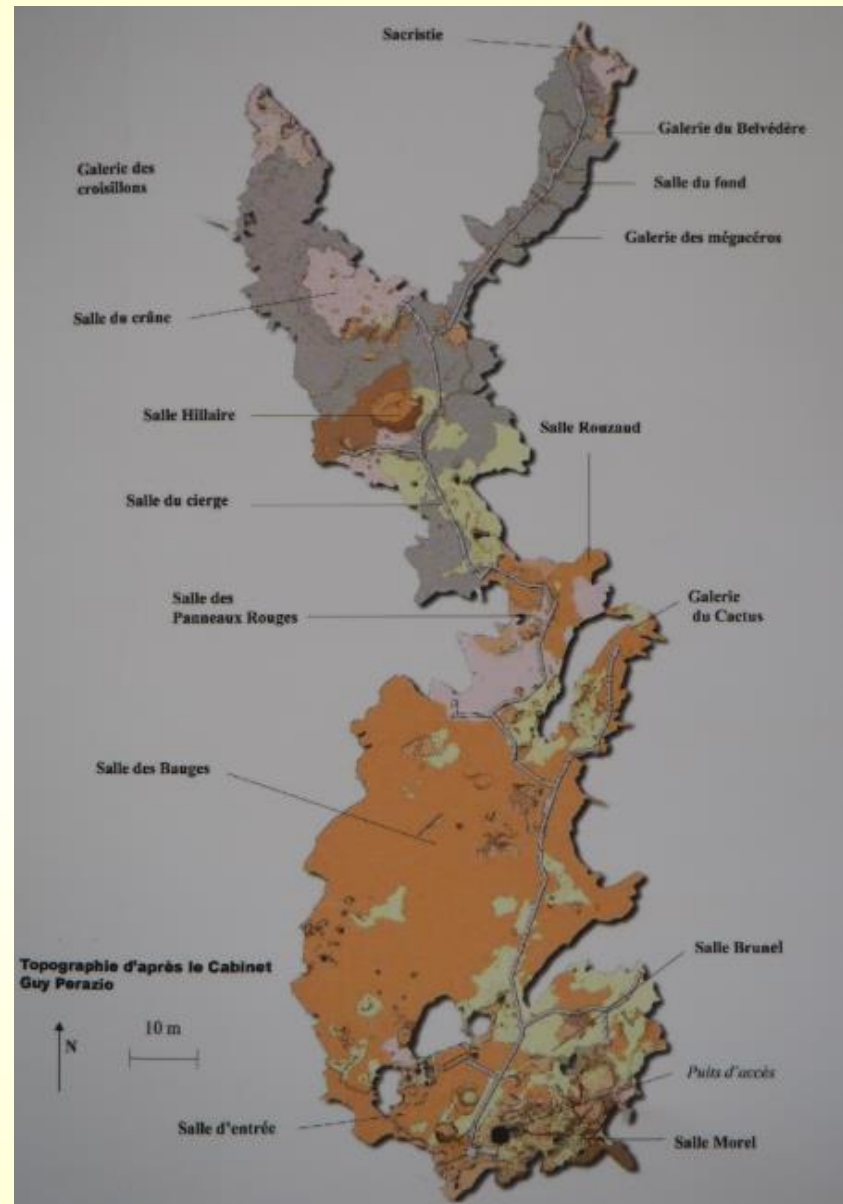 Sacristie
Galerie du Belvédère
Galerie des
croisillons
Salle du fond
Galerie des mégacéros
Salle du crâne
Salle Hillaire
Salle Rouzaud
Salle du cierge
Salle des
Panneaux Rouges
Galerie
du Cactus
Salle des Bauges
Salle Brunel
Topographie d'après le Cabinet
Guy Perazio
N
10 m
Puits d'accès
Salle d'entrée
Salle Morel